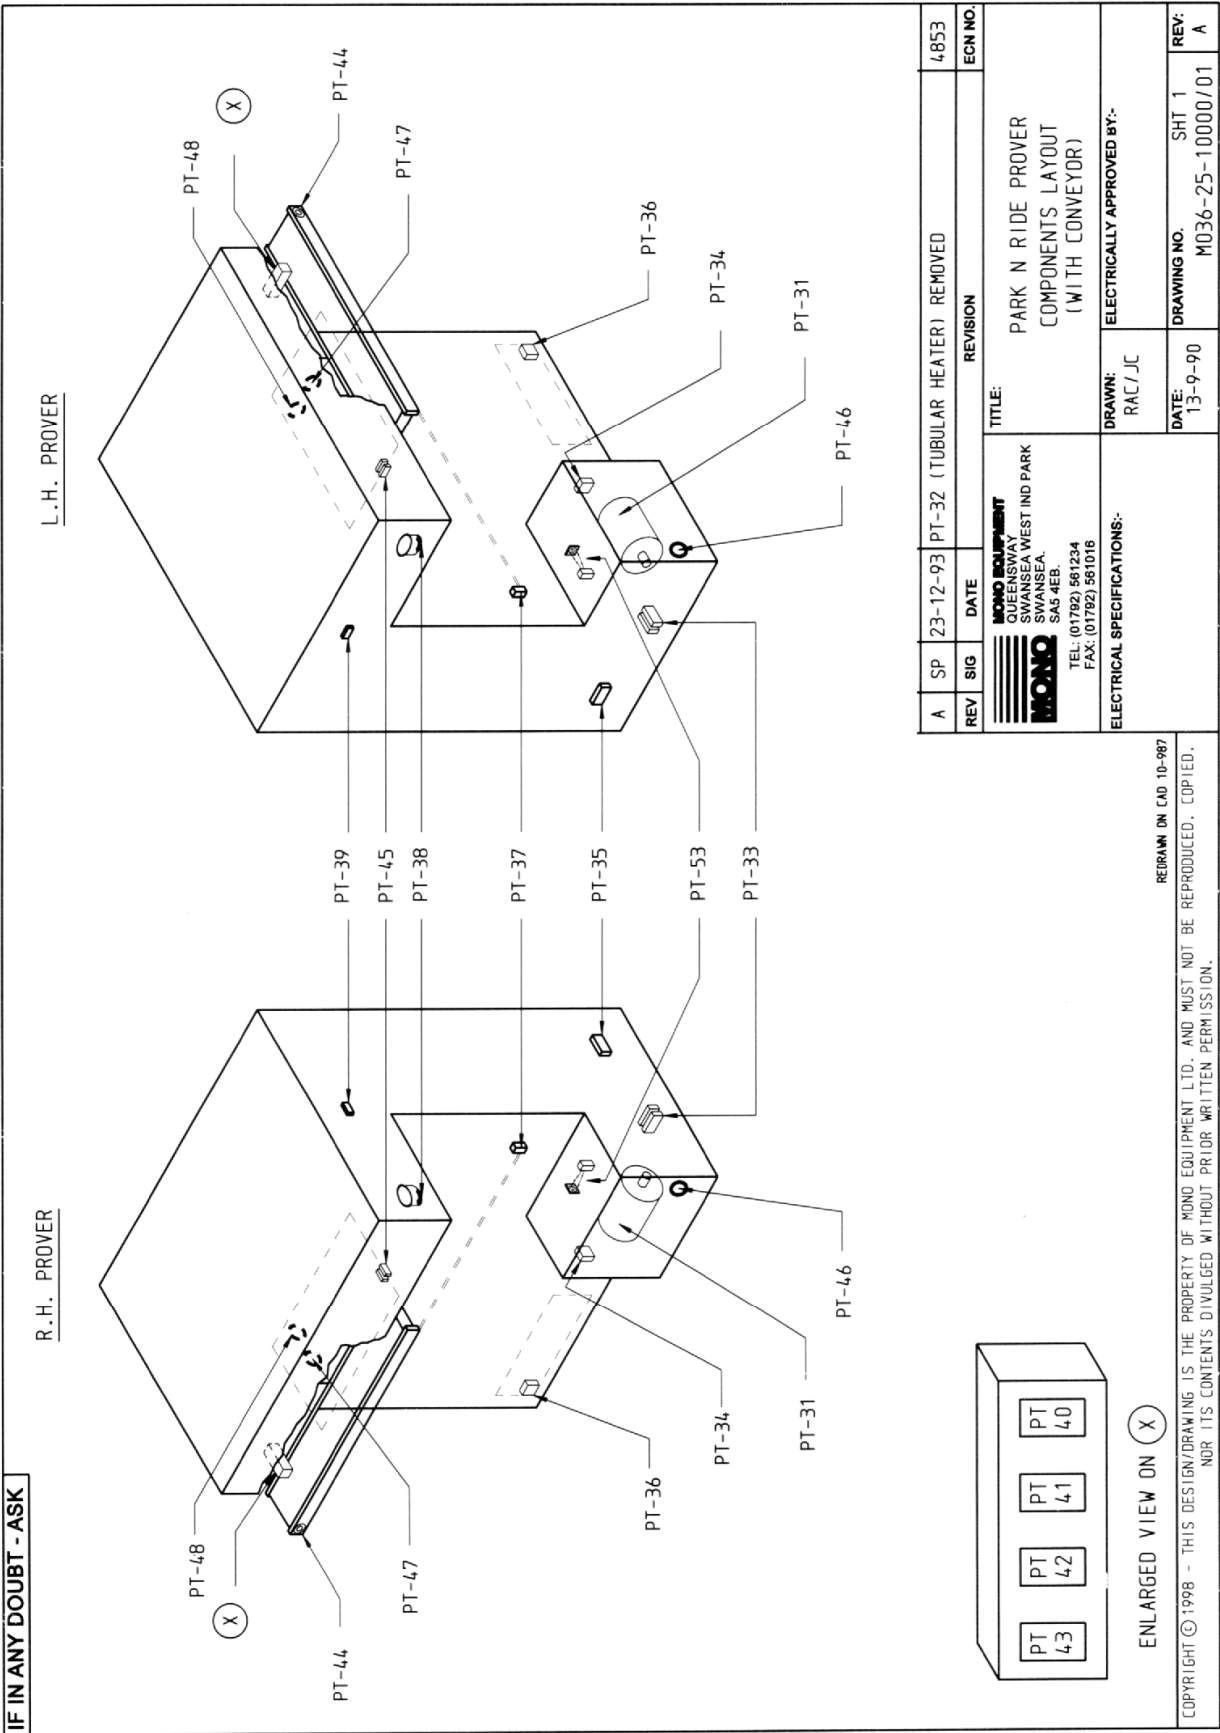 IF IN ANY DOUBT - ASK
R.H. PROVER
L.H. PROVER
PT-48
X
PT-44
PT-47
PT-36
PT-34
PT-31
PT-46
PT-39
PT-45
PT-38
PT-37
PT-35
PT-53
PT-33
PT-48
X
PT-44
PT-47
PT-36
PT-34
PT-31
PT-46
PT 43
PT 42
PT 41
PT 40
ENLARGED VIEW ON X
REDRAWN ON CAD 10-987
COPYRIGHT © 1998 - THIS DESIGN/DRAWING IS THE PROPERTY OF MONO EQUIPMENT LTD. AND MUST NOT BE REPRODUCED, COPIED,
NOR ITS CONTENTS DIVULGED WITHOUT PRIOR WRITTEN PERMISSION.
A SP 23-12-93 PT-32 (TUBULAR HEATER) REMOVED 4853
REV SIG DATE REVISION ECN NO.
MONO
MONO EQUIPMENT
QUEENSWAY
SWANSEA WEST IND PARK
SWANSEA.
SA5 4EB.
TEL: (01792) 561234
FAX: (01792) 561016
TITLE:
PARK N RIDE PROVER
COMPONENTS LAYOUT
(WITH CONVEYOR)
ELECTRICAL SPECIFICATIONS:-
DRAWN:
RAC/JC
ELECTRICALLY APPROVED BY:-
DATE:
13-9-90
DRAWING NO. SHT 1
M036-25-10000/01
REV:
A